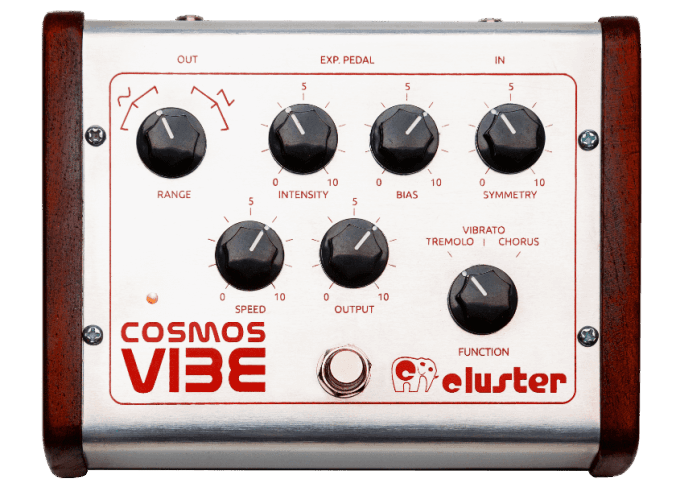 OUT EXP. PEDAL IN
5 5
0 10 0 10 0 10
RANGE INTENSITY BIAS SYMMETRY
5 5
VIBRATO
TREMOLO | CHORUS
0 10 0 10
SPEED OUTPUT
COSMOS
VIBE
FUNCTION
cluster